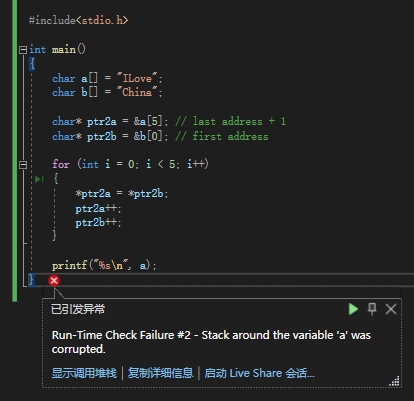 #include<stdio.h>
int main()
{
char a[] = "ILove";
char b[] = "China";
char* ptr2a = &a[5]; // last address + 1
char* ptr2b = &b[0]; // first address
for (int i = 0; i < 5; i++)
{
*ptr2a = *ptr2b;
ptr2a++;
ptr2b++;
}
printf("%s\n", a);
}
已引发异常
Run-Time Check Failure #2 - Stack around the variable 'a' was
corrupted.
显示调用堆栈 | 复制详细信息 | 启动 Live Share 会话...